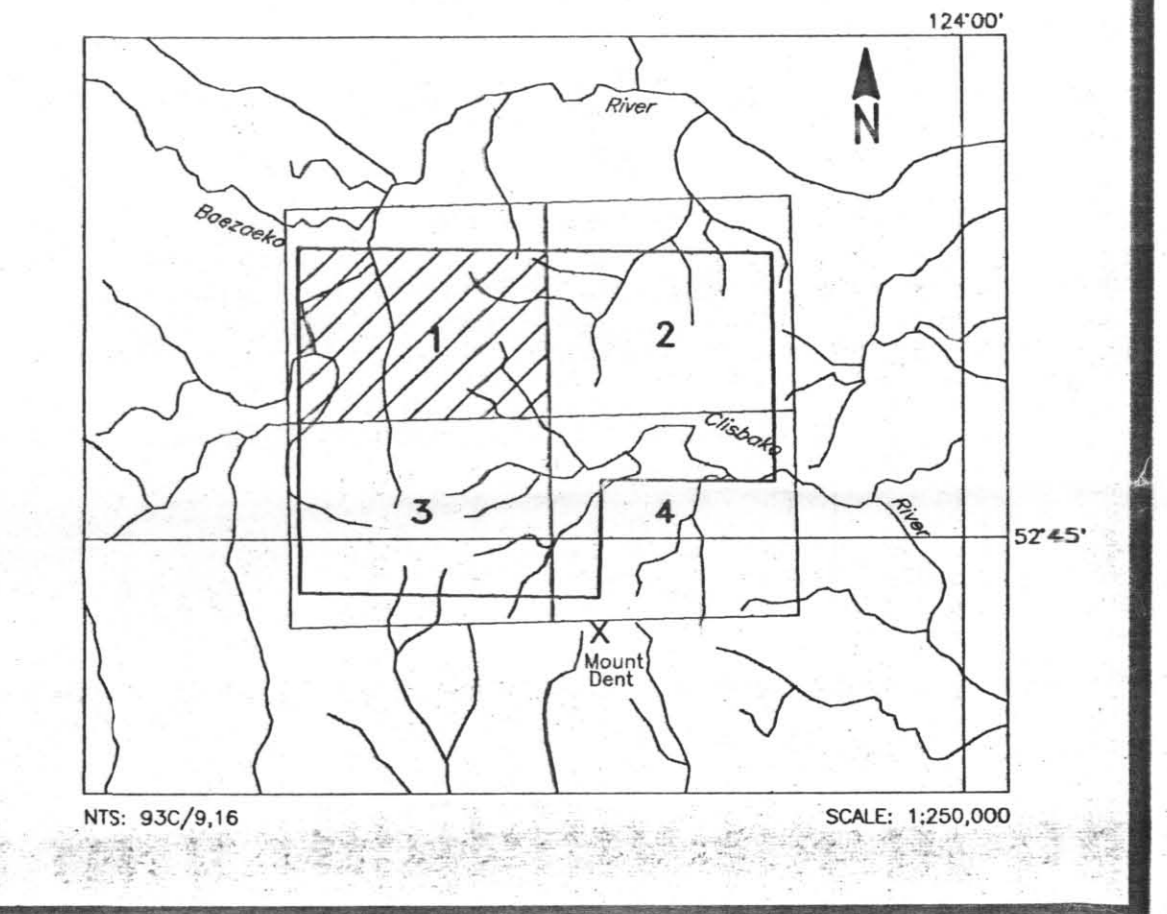 124°00'
River
N
Baezaeko
1
2
Clisbako
3
4
River
52°45'
X
Mount
Dent
NTS: 93C/9,16
SCALE: 1:250,000